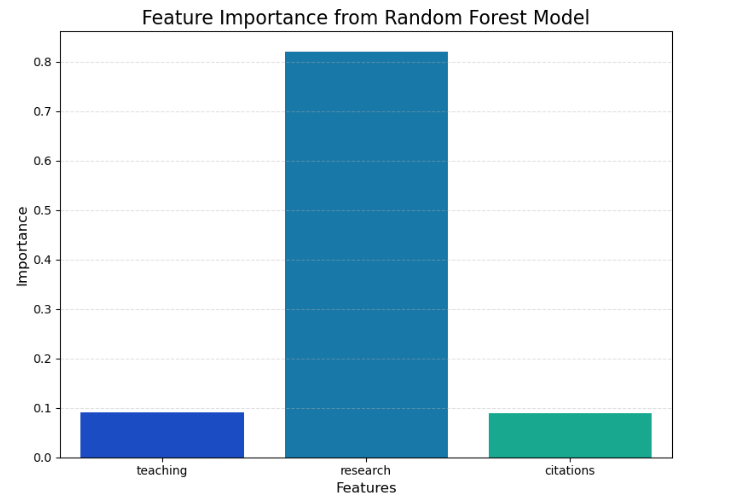 Feature Importance from Random Forest Model
Importance
0.8
0.7
0.6
0.5
0.4
0.3
0.2
0.1
0.0
teaching
research
citations
Features